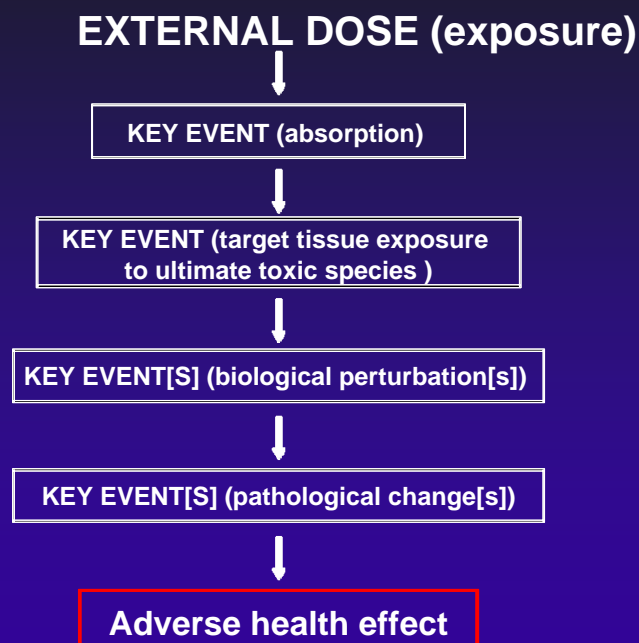 EXTERNAL DOSE (exposure)
KEY EVENT (absorption)
KEY EVENT (target tissue exposure
to ultimate toxic species )
KEY EVENT[S] (biological perturbation[s])
KEY EVENT[S] (pathological change[s])
Adverse health effect